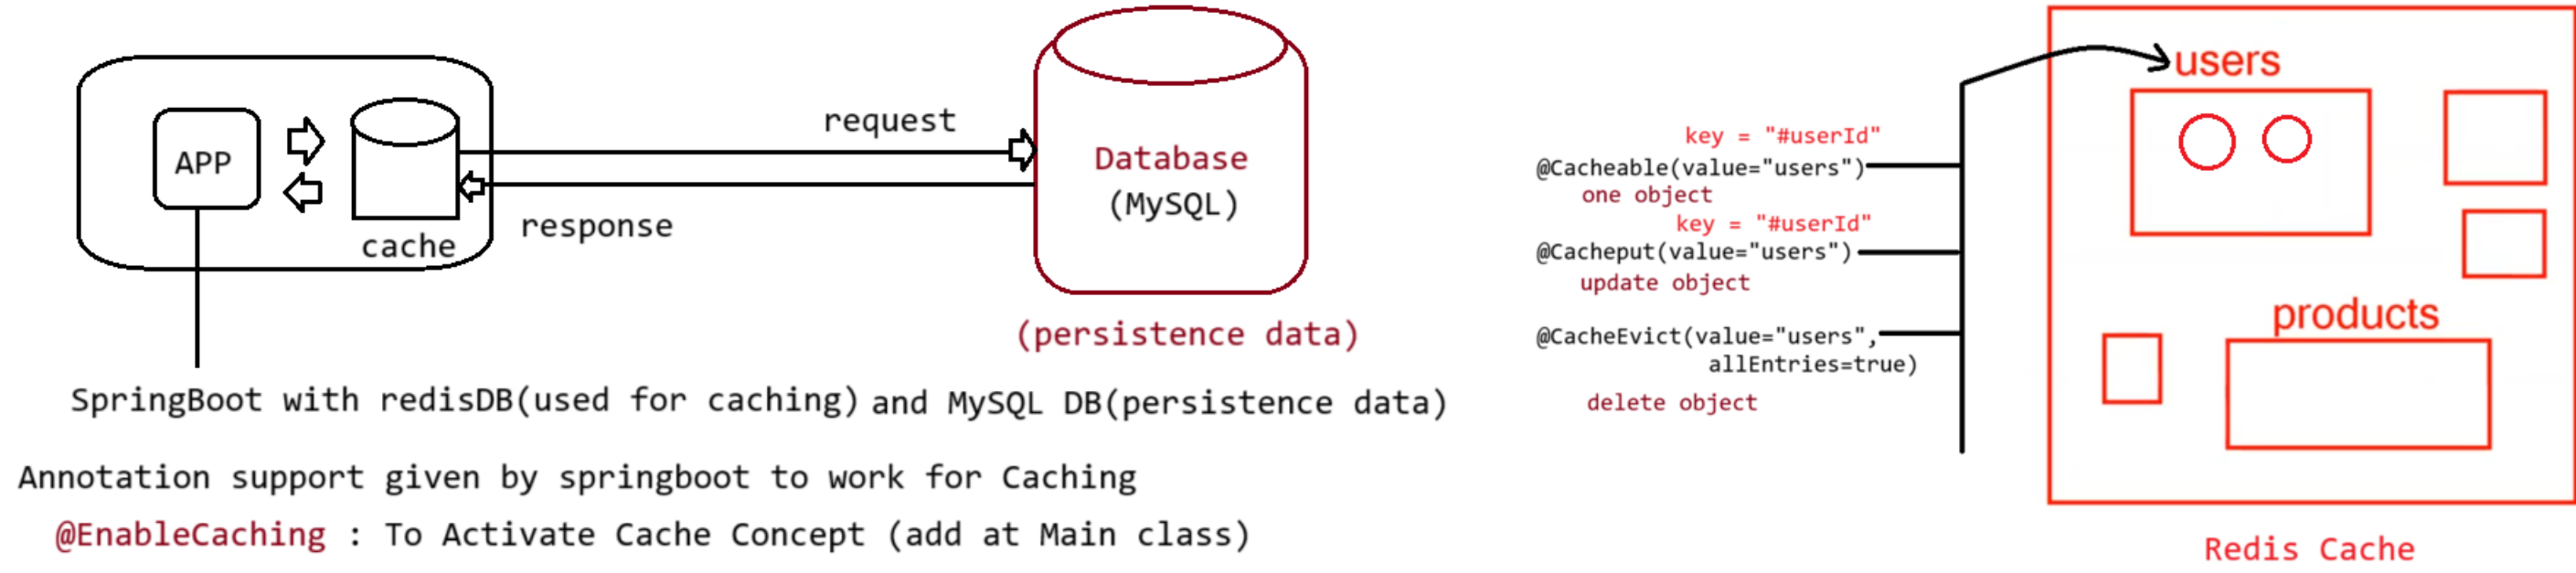 APP
cache
request
response
Database
(MySQL)
(persistence data)
SpringBoot with redisDB(used for caching) and MySQL DB(persistence data)
Annotation support given by springboot to work for Caching
@EnableCaching : To Activate Cache Concept (add at Main class)
key = "#userId"
@Cacheable(value="users")
one object
key = "#userId"
@Cacheput(value="users")
update object
@CacheEvict(value="users",
allEntries=true)
delete object
users
products
Redis Cache